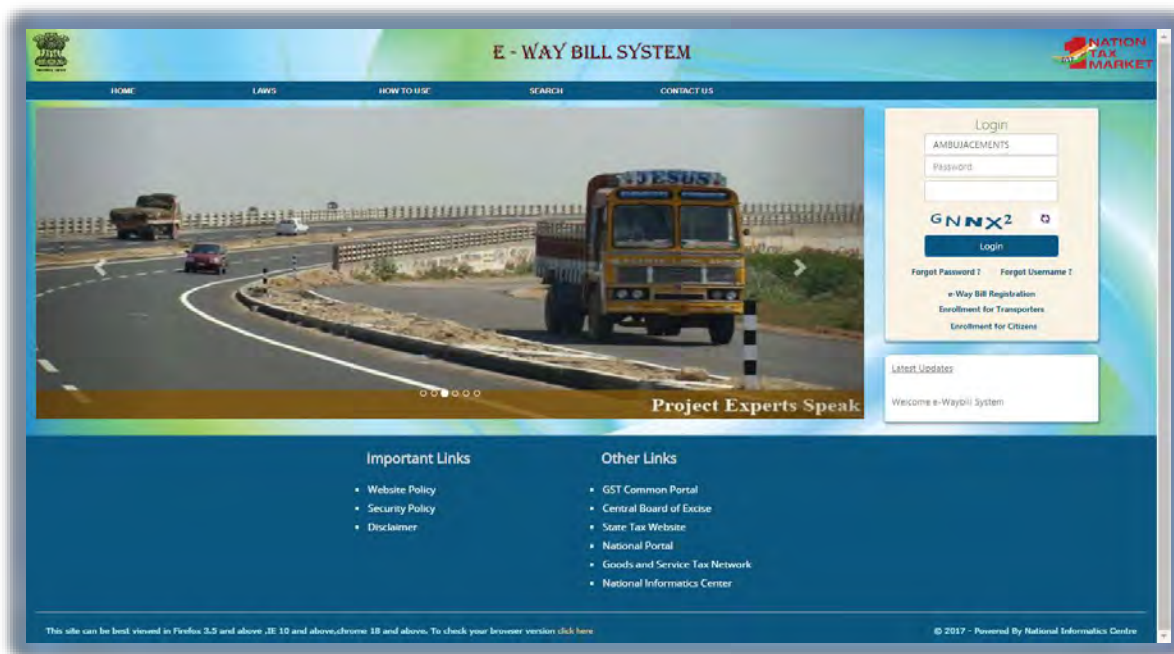 E - WAY BILL SYSTEM
NATION
TAX
MARKET
GST
HOME LAWS HOW TO USE SEARCH CONTACT US
JESUS
Project Experts Speak
Login
AMBUJACEMENTS
Password
GNNX2
Login
Forgot Password ? Forgot Username ?
e-Way Bill Registration
Enrollment for Transporters
Enrollment for Citizens
Latest Updates
Welcome e-Waybill System
Important Links
Website Policy
Security Policy
Disclaimer
Other Links
GST Common Portal
Central Board of Excise
State Tax Website
National Portal
Goods and Service Tax Network
National Informatics Center
This site can be best viewed in Firefox 3.5 and above ,IE 10 and above,chrome 18 and above. To check your browser version click here
© 2017 - Powered By National Informatics Centre